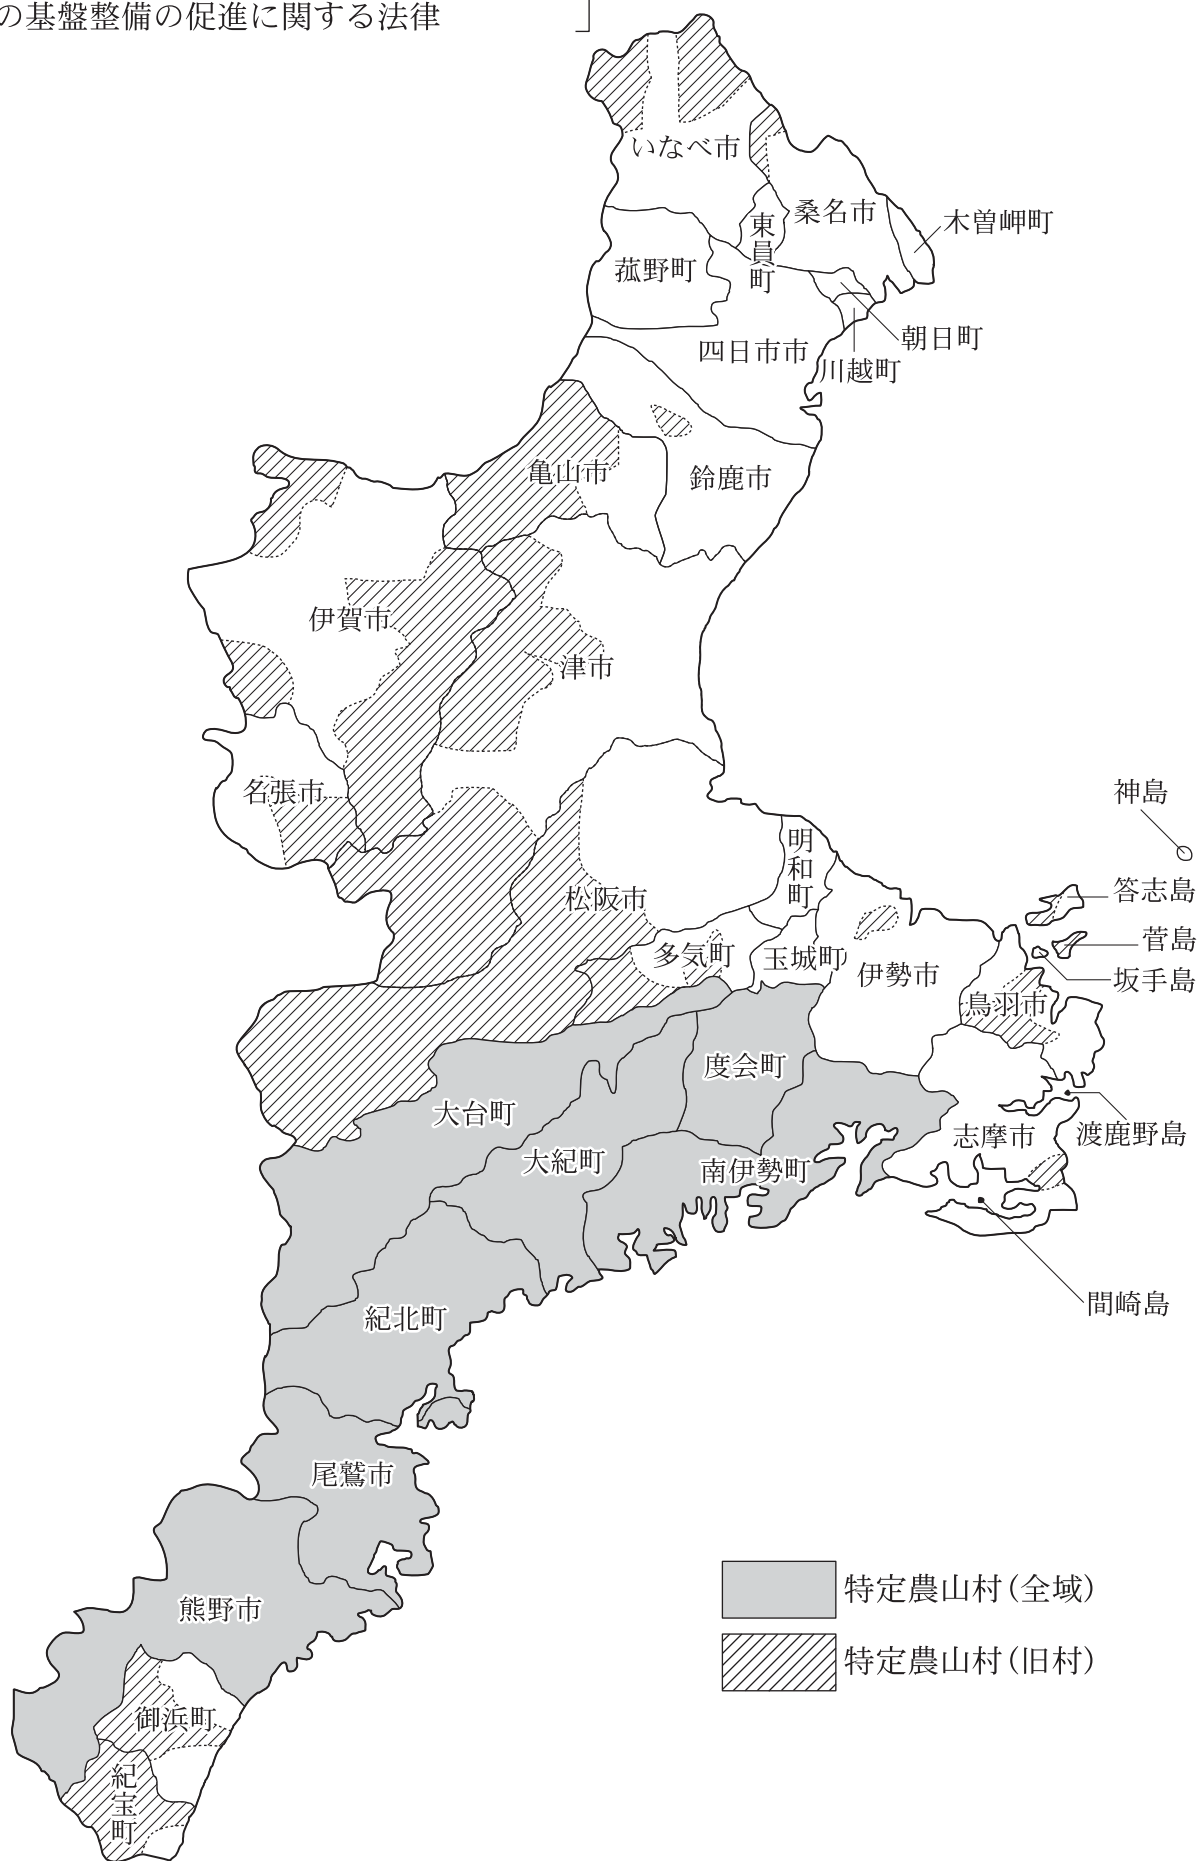 の基盤整備の促進に関する法律
」
いなべ市
桑名市
木曽岬町
東員町
菰野町
朝日町
四日市市
川越町
亀山市
鈴鹿市
伊賀市
津市
名張市
神島
明和町
答志島
松阪市
菅島
多気町
玉城町
伊勢市
坂手島
鳥羽市
度会町
大台町
志摩市
渡鹿野島
大紀町
南伊勢町
間崎島
紀北町
尾鷲市
特定農山村(全域)
熊野市
特定農山村(旧村)
御浜町
紀宝町